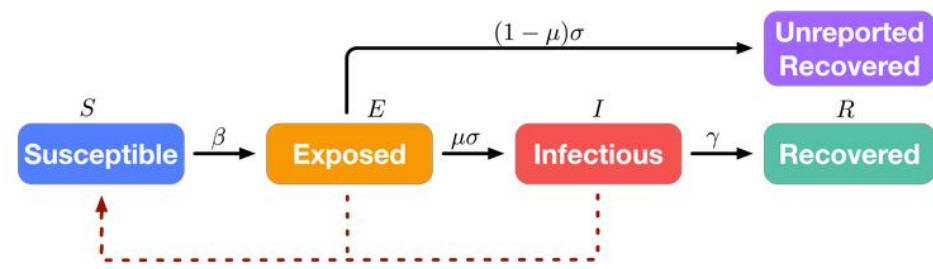 (1 − μ)σ
Unreported
Recovered
S
E
I
R
Susceptible
β
Exposed
μσ
Infectious
γ
Recovered